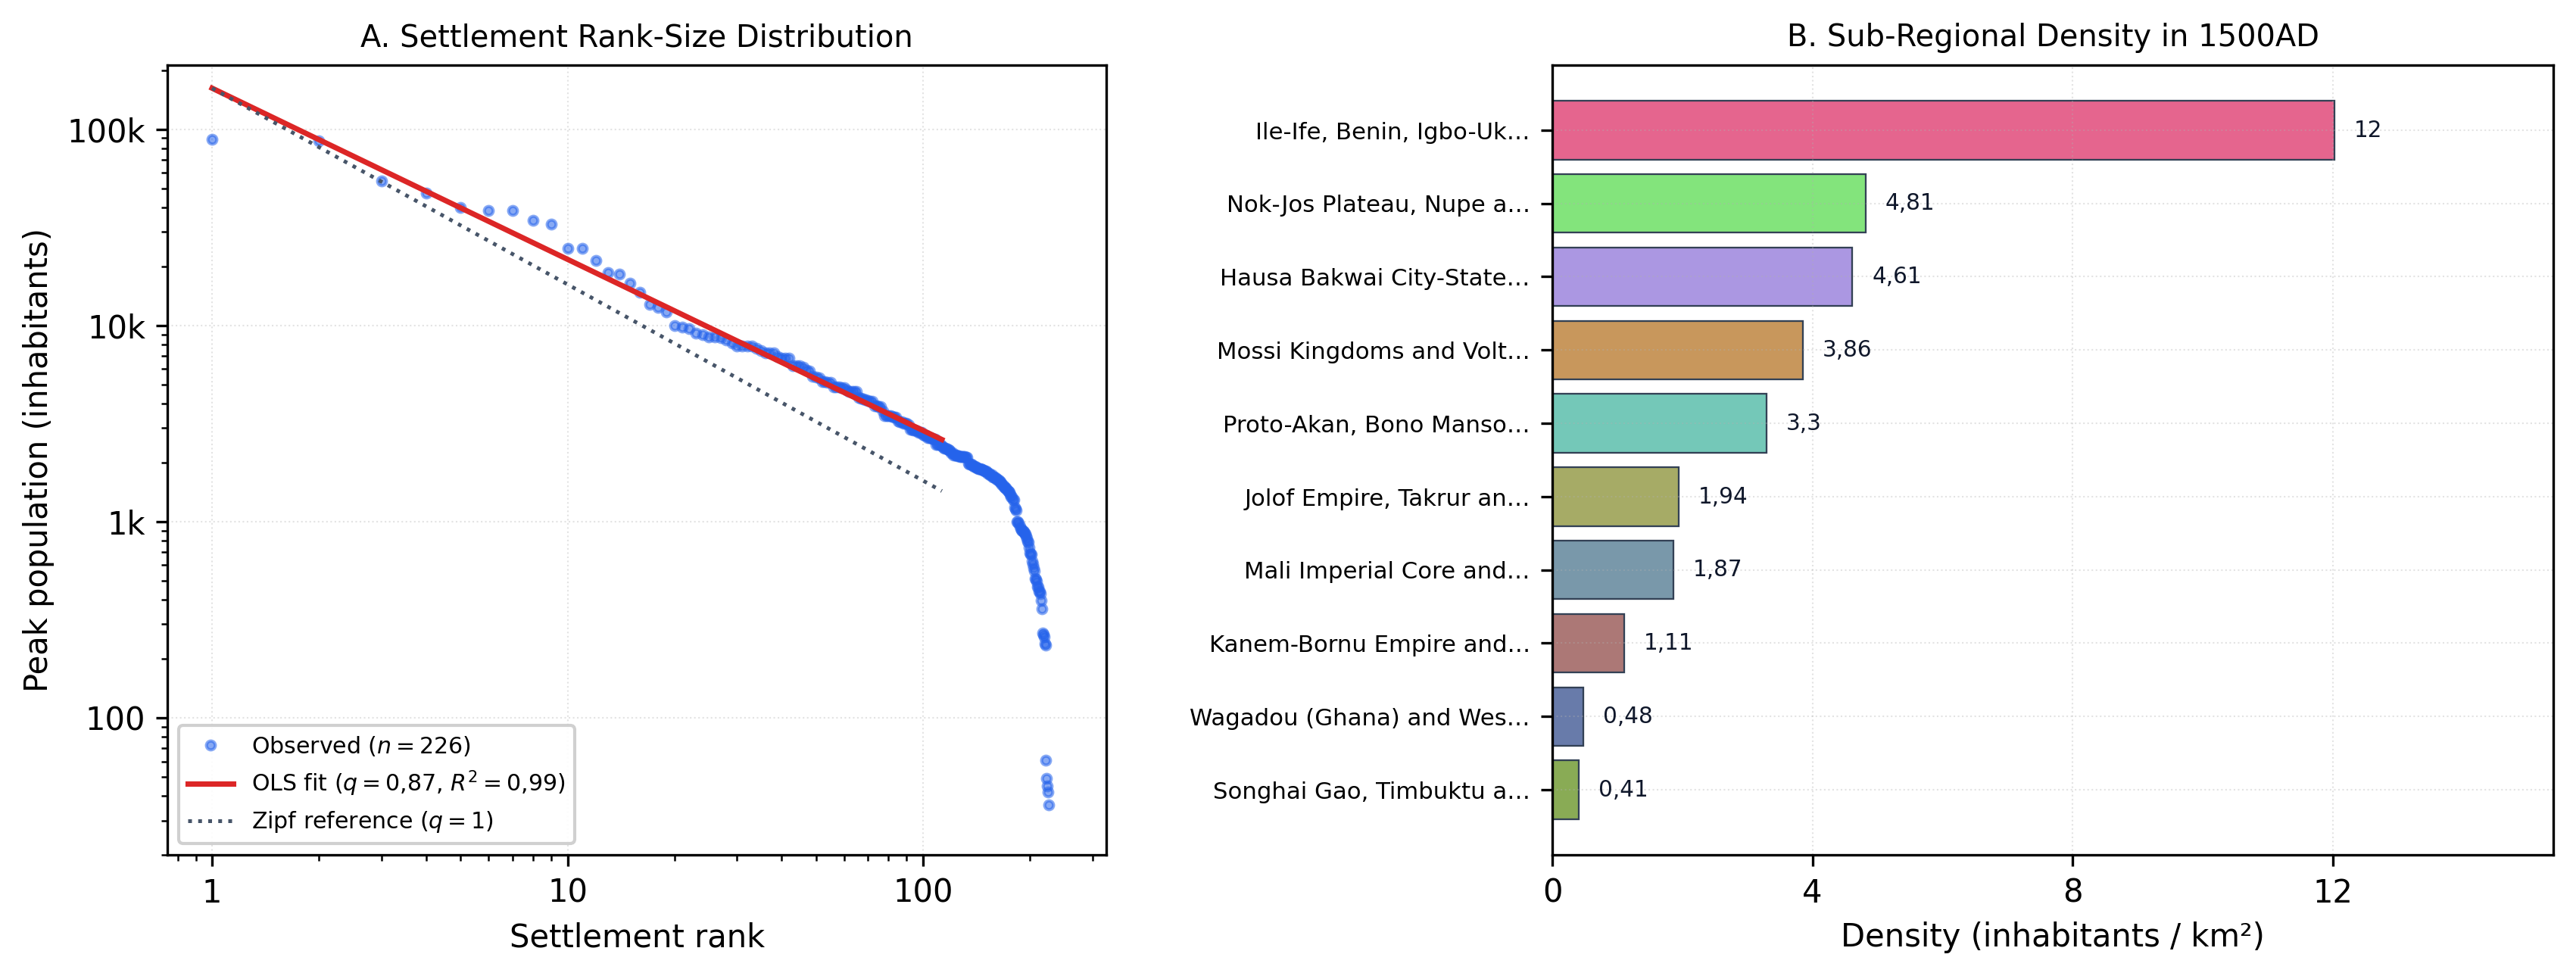 A. Settlement Rank-Size Distribution
Peak population (inhabitants)
100k
10k
1k
100
Observed (n = 226)
OLS fit (q = 0,87, R² = 0,99)
Zipf reference (q = 1)
1
10
100
Settlement rank
B. Sub-Regional Density in 1500AD
Ile-Ife, Benin, Igbo-Uk...
12
Nok-Jos Plateau, Nupe a...
4,81
Hausa Bakwai City-State...
4,61
Mossi Kingdoms and Volt...
3,86
Proto-Akan, Bono Manso...
3,3
Jolof Empire, Takrur an...
1,94
Mali Imperial Core and...
1,87
Kanem-Bornu Empire and...
1,11
Wagadou (Ghana) and Wes...
0,48
Songhai Gao, Timbuktu a...
0,41
0
4
8
12
Density (inhabitants / km²)